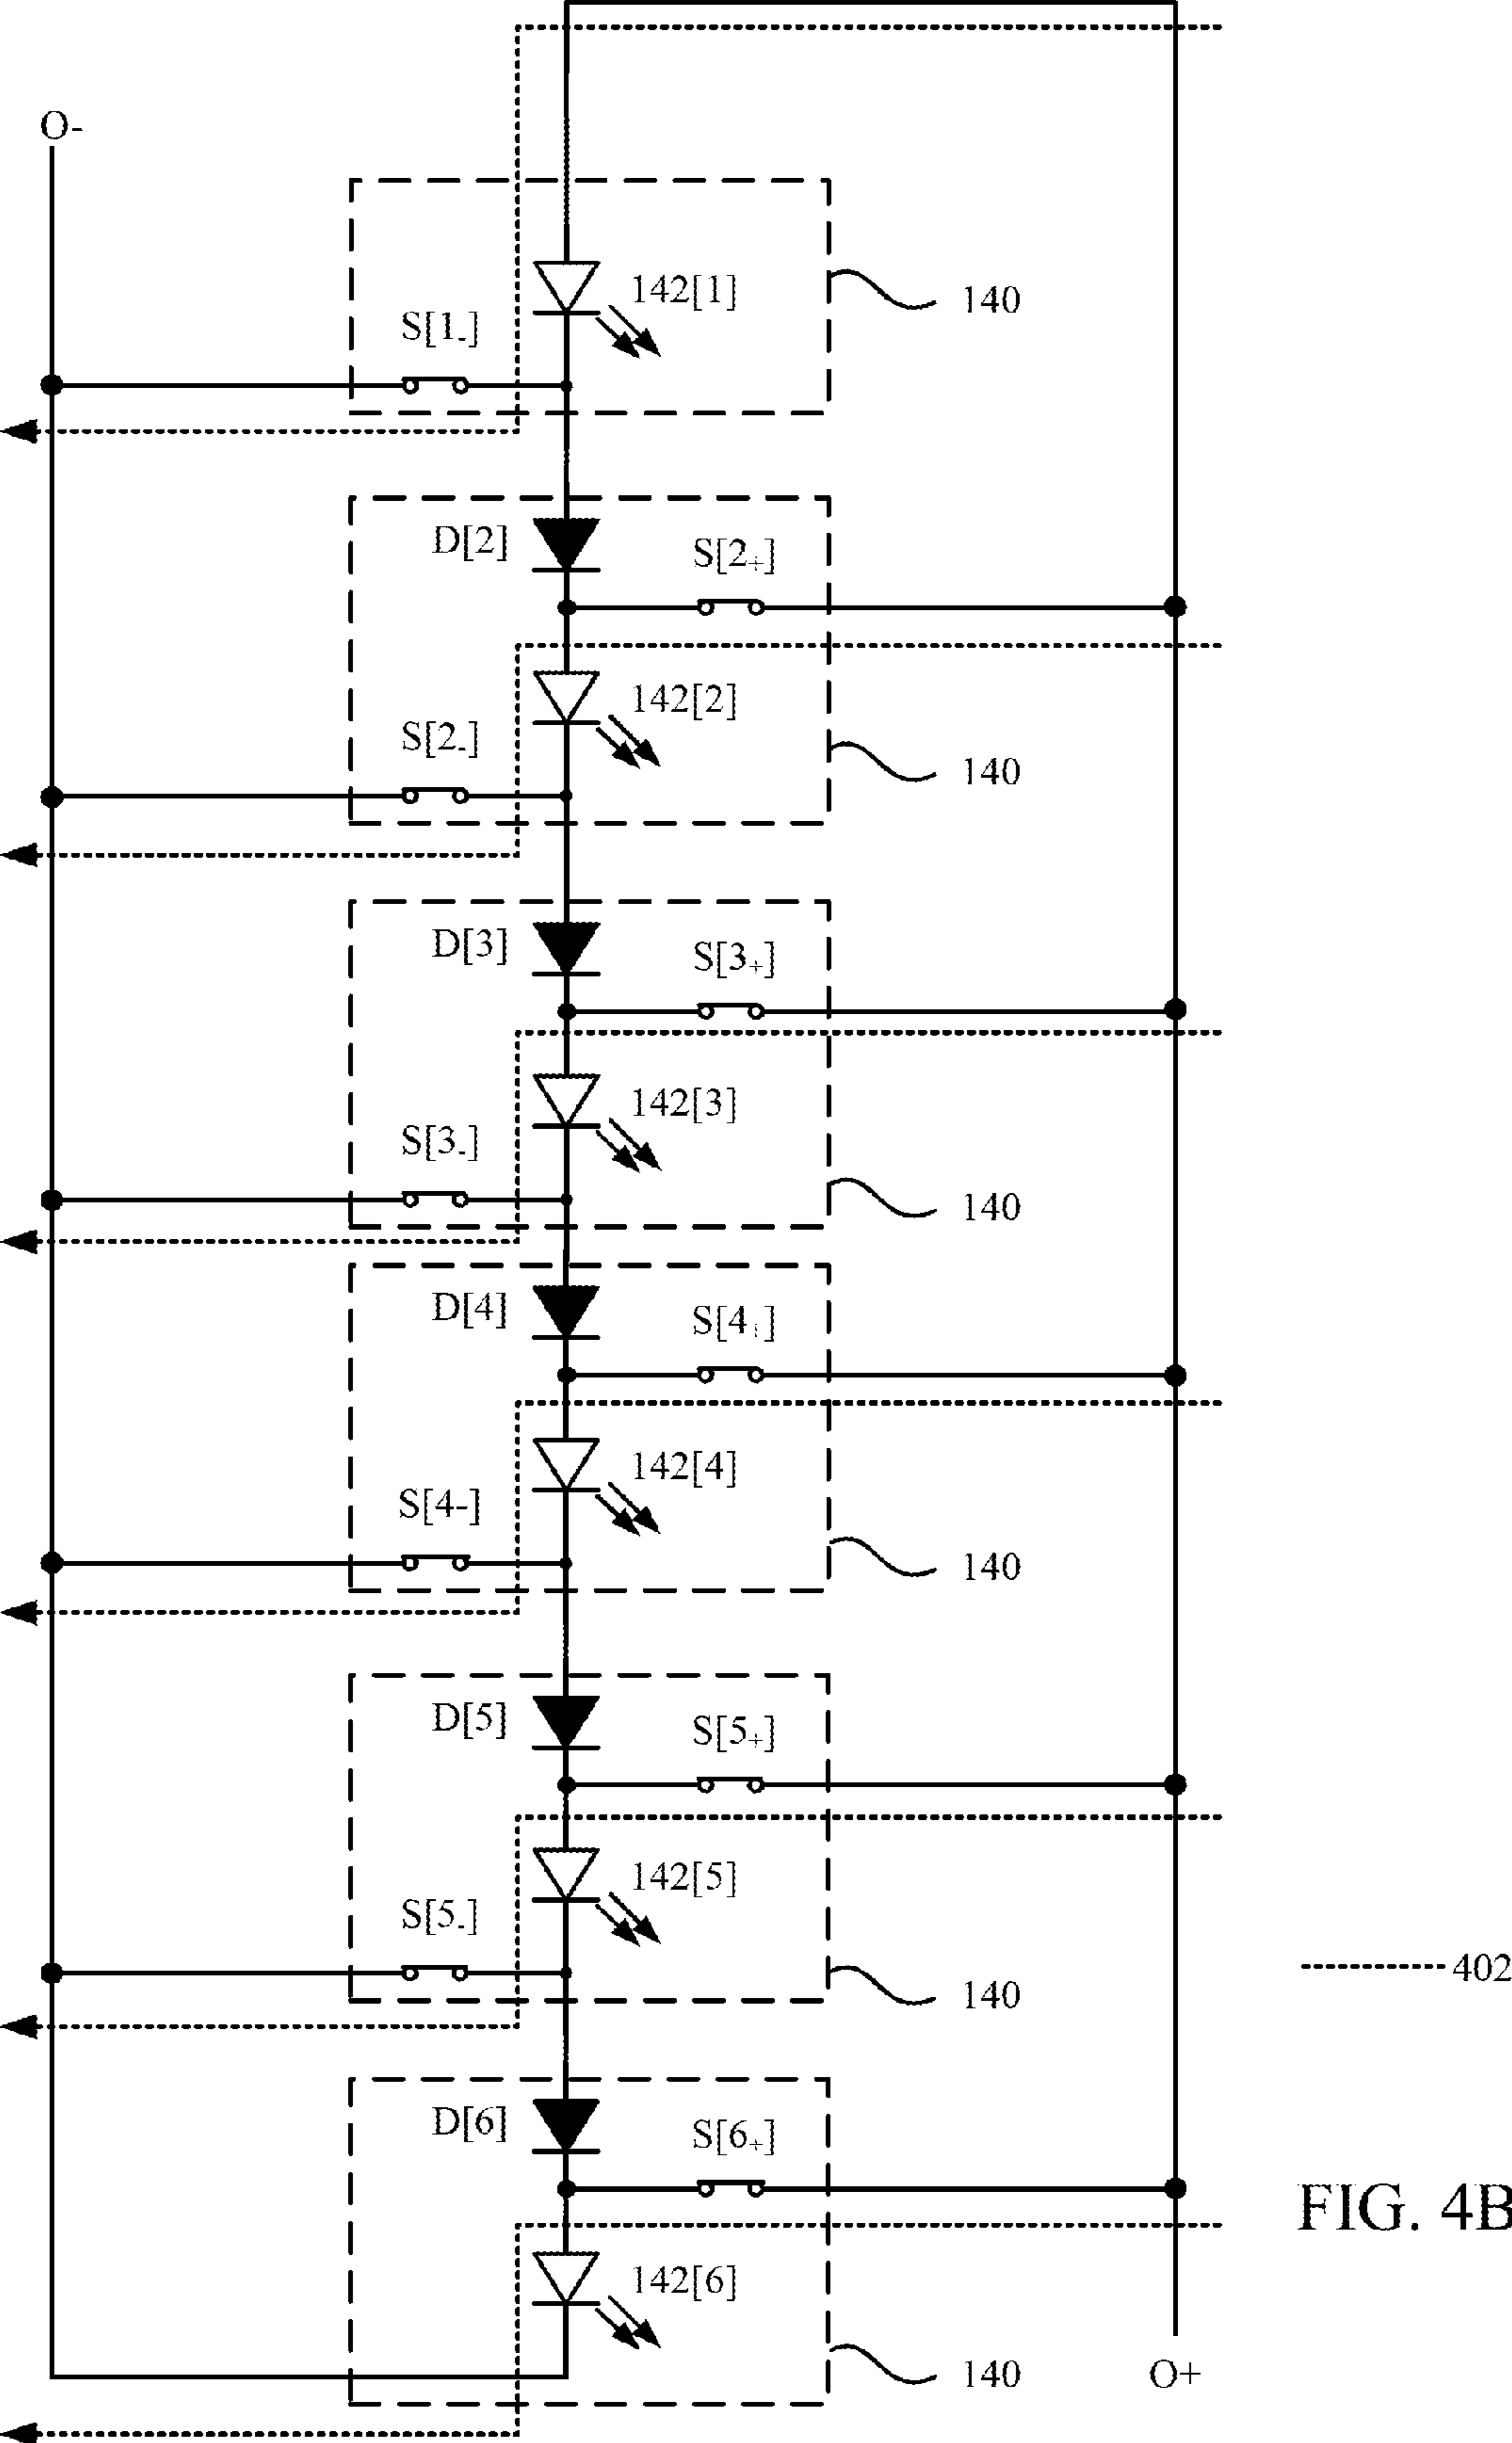 O-
142[1]
140
S[1-]
D[2]
S[2+]
142[2]
S[2-]
140
D[3]
S[3+]
142[3]
S[3-]
140
D[4]
S[4+]
142[4]
S[4-]
140
D[5]
S[5+]
142[5]
S[5-]
402
140
D[6]
S[6+]
FIG. 4B
142[6]
140
O+